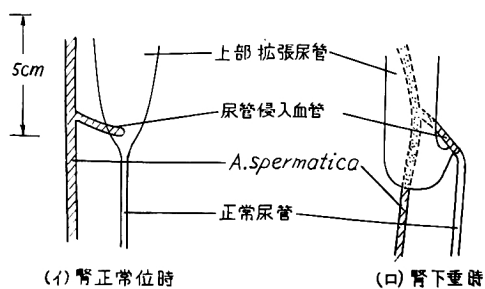 5cm
上部拡張尿管
尿管侵入血管
A.spermatica
正常尿管
(イ) 腎正常位時
(ロ) 腎下垂時